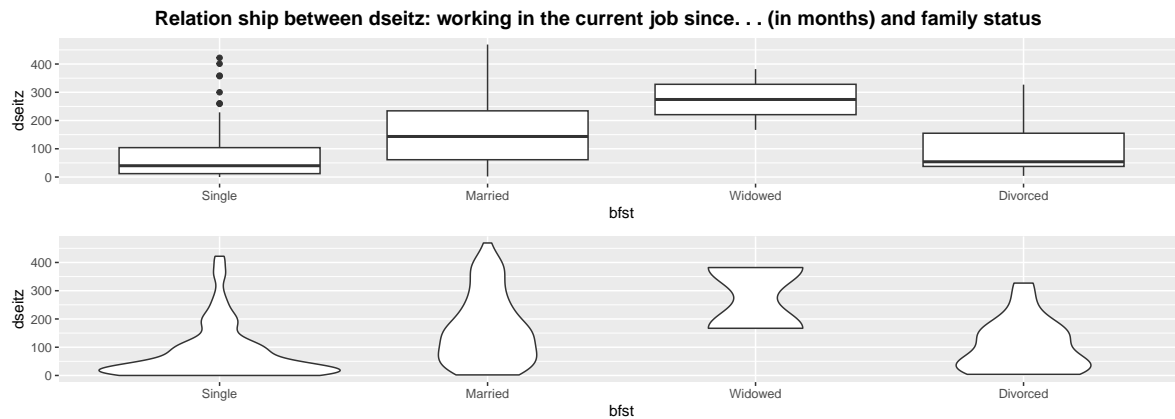 Relation ship between dseitz: working in the current job since. . . (in months) and family status
400
300
200
100
0
dseitz
Single Married Widowed Divorced
bfst
400
300
200
100
0
dseitz
Single Married Widowed Divorced
bfst